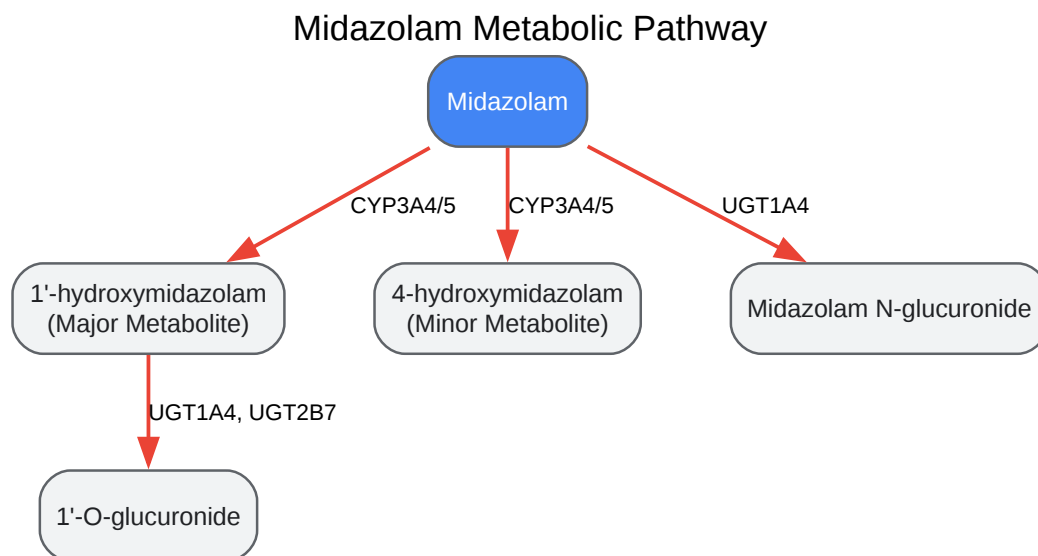 Midazolam Metabolic Pathway
Midazolam
CYP3A4/5
CYP3A4/5
UGT1A4
1'-hydroxymidazolam
(Major Metabolite)
4-hydroxymidazolam
(Minor Metabolite)
Midazolam N-glucuronide
UGT1A4, UGT2B7
1'-O-glucuronide